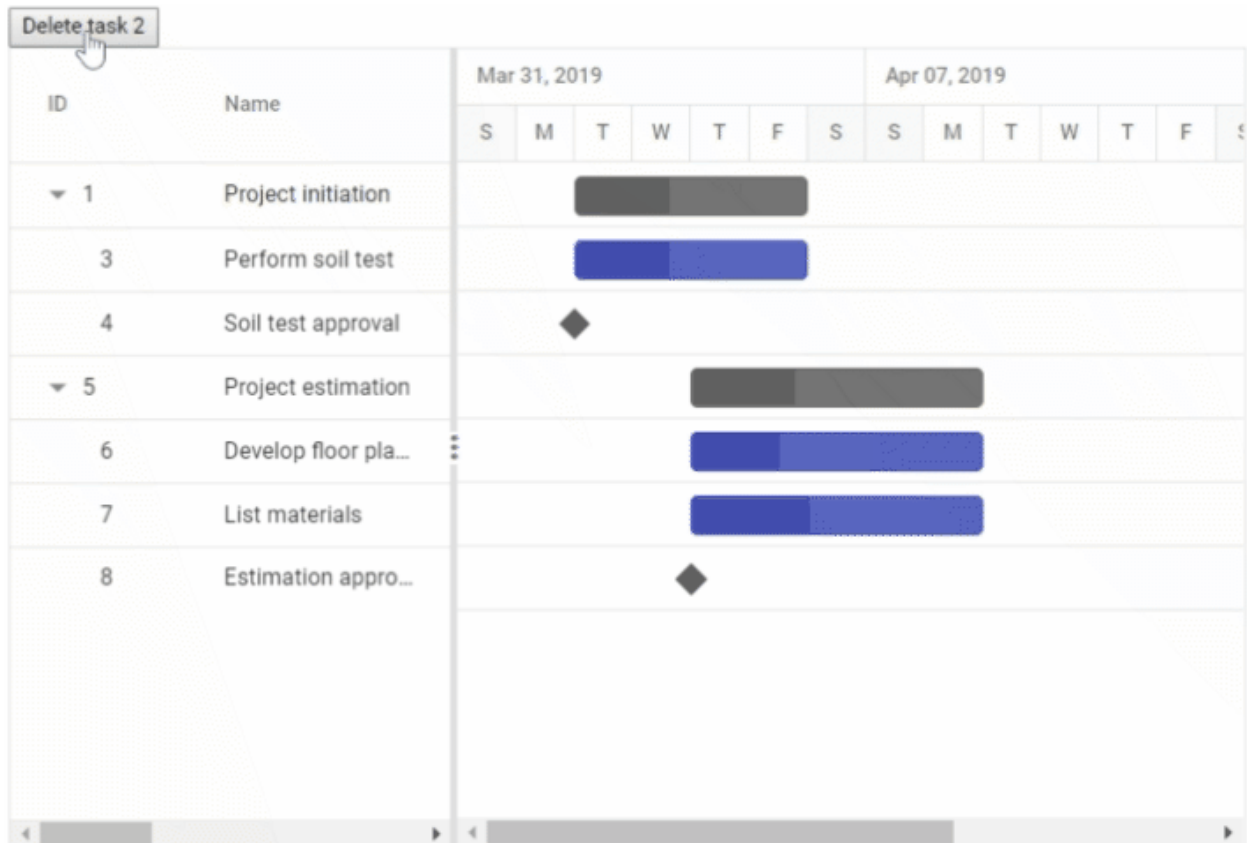 Delete task 2
ID Name
Mar 31, 2019 Apr 07, 2019
S M T W T F S S M T W T F S
1 Project initiation
3 Perform soil test
4 Soil test approval
5 Project estimation
6 Develop floor pla...
7 List materials
8 Estimation appro...